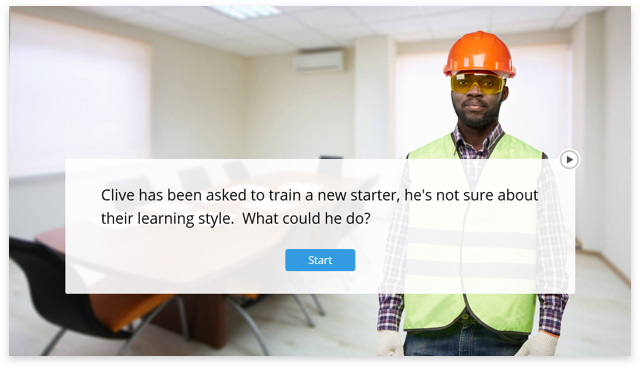 Clive has been asked to train a new starter, he's not sure about
their learning style.  What could he do?
Start